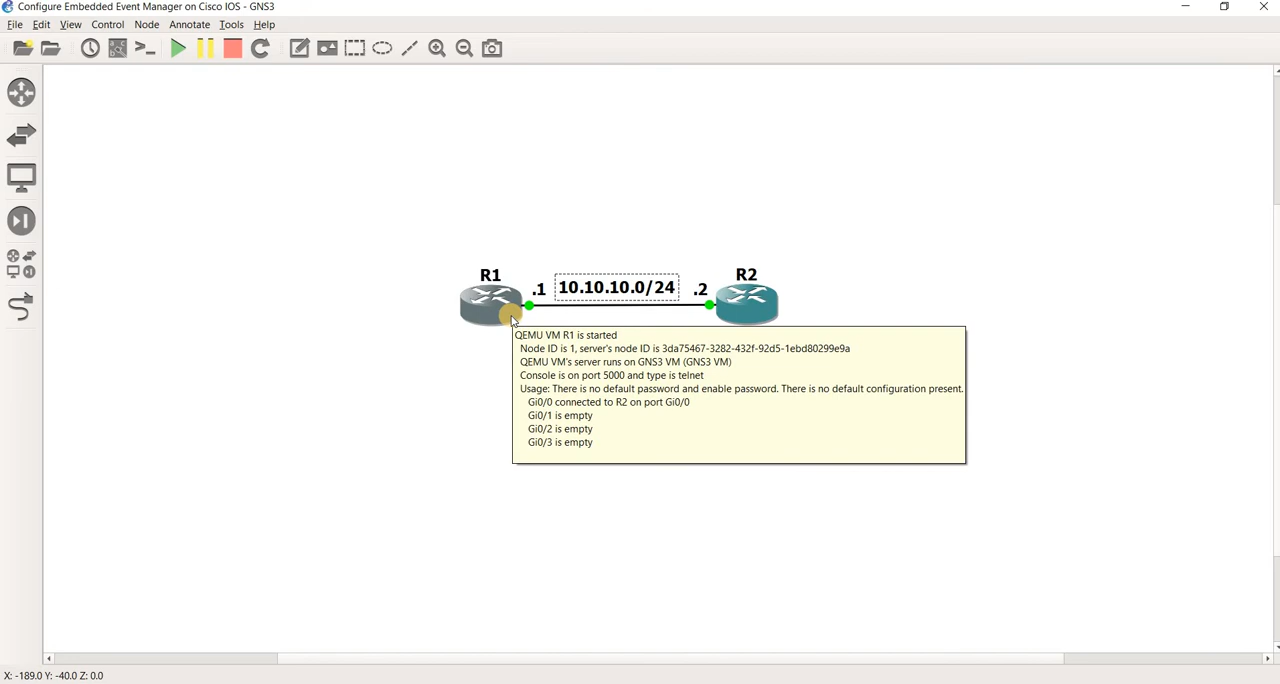 Configure Embedded Event Manager on Cisco IOS - GNS3
File Edit View Control Node Annotate Tools Help
R1 .1 10.10.10.0/24 .2 R2
QEMU VM R1 is started
Node ID is 1, server's node ID is 3da75467-3282-432f-92d5-1ebd80299e9a
QEMU VM's server runs on GNS3 VM (GNS3 VM)
Console is on port 5000 and type is telnet
Usage: There is no default password and enable password. There is no default configuration present.
Gi0/0 connected to R2 on port Gi0/0
Gi0/1 is empty
Gi0/2 is empty
Gi0/3 is empty
X: -189.0 Y: -40.0 Z: 0.0